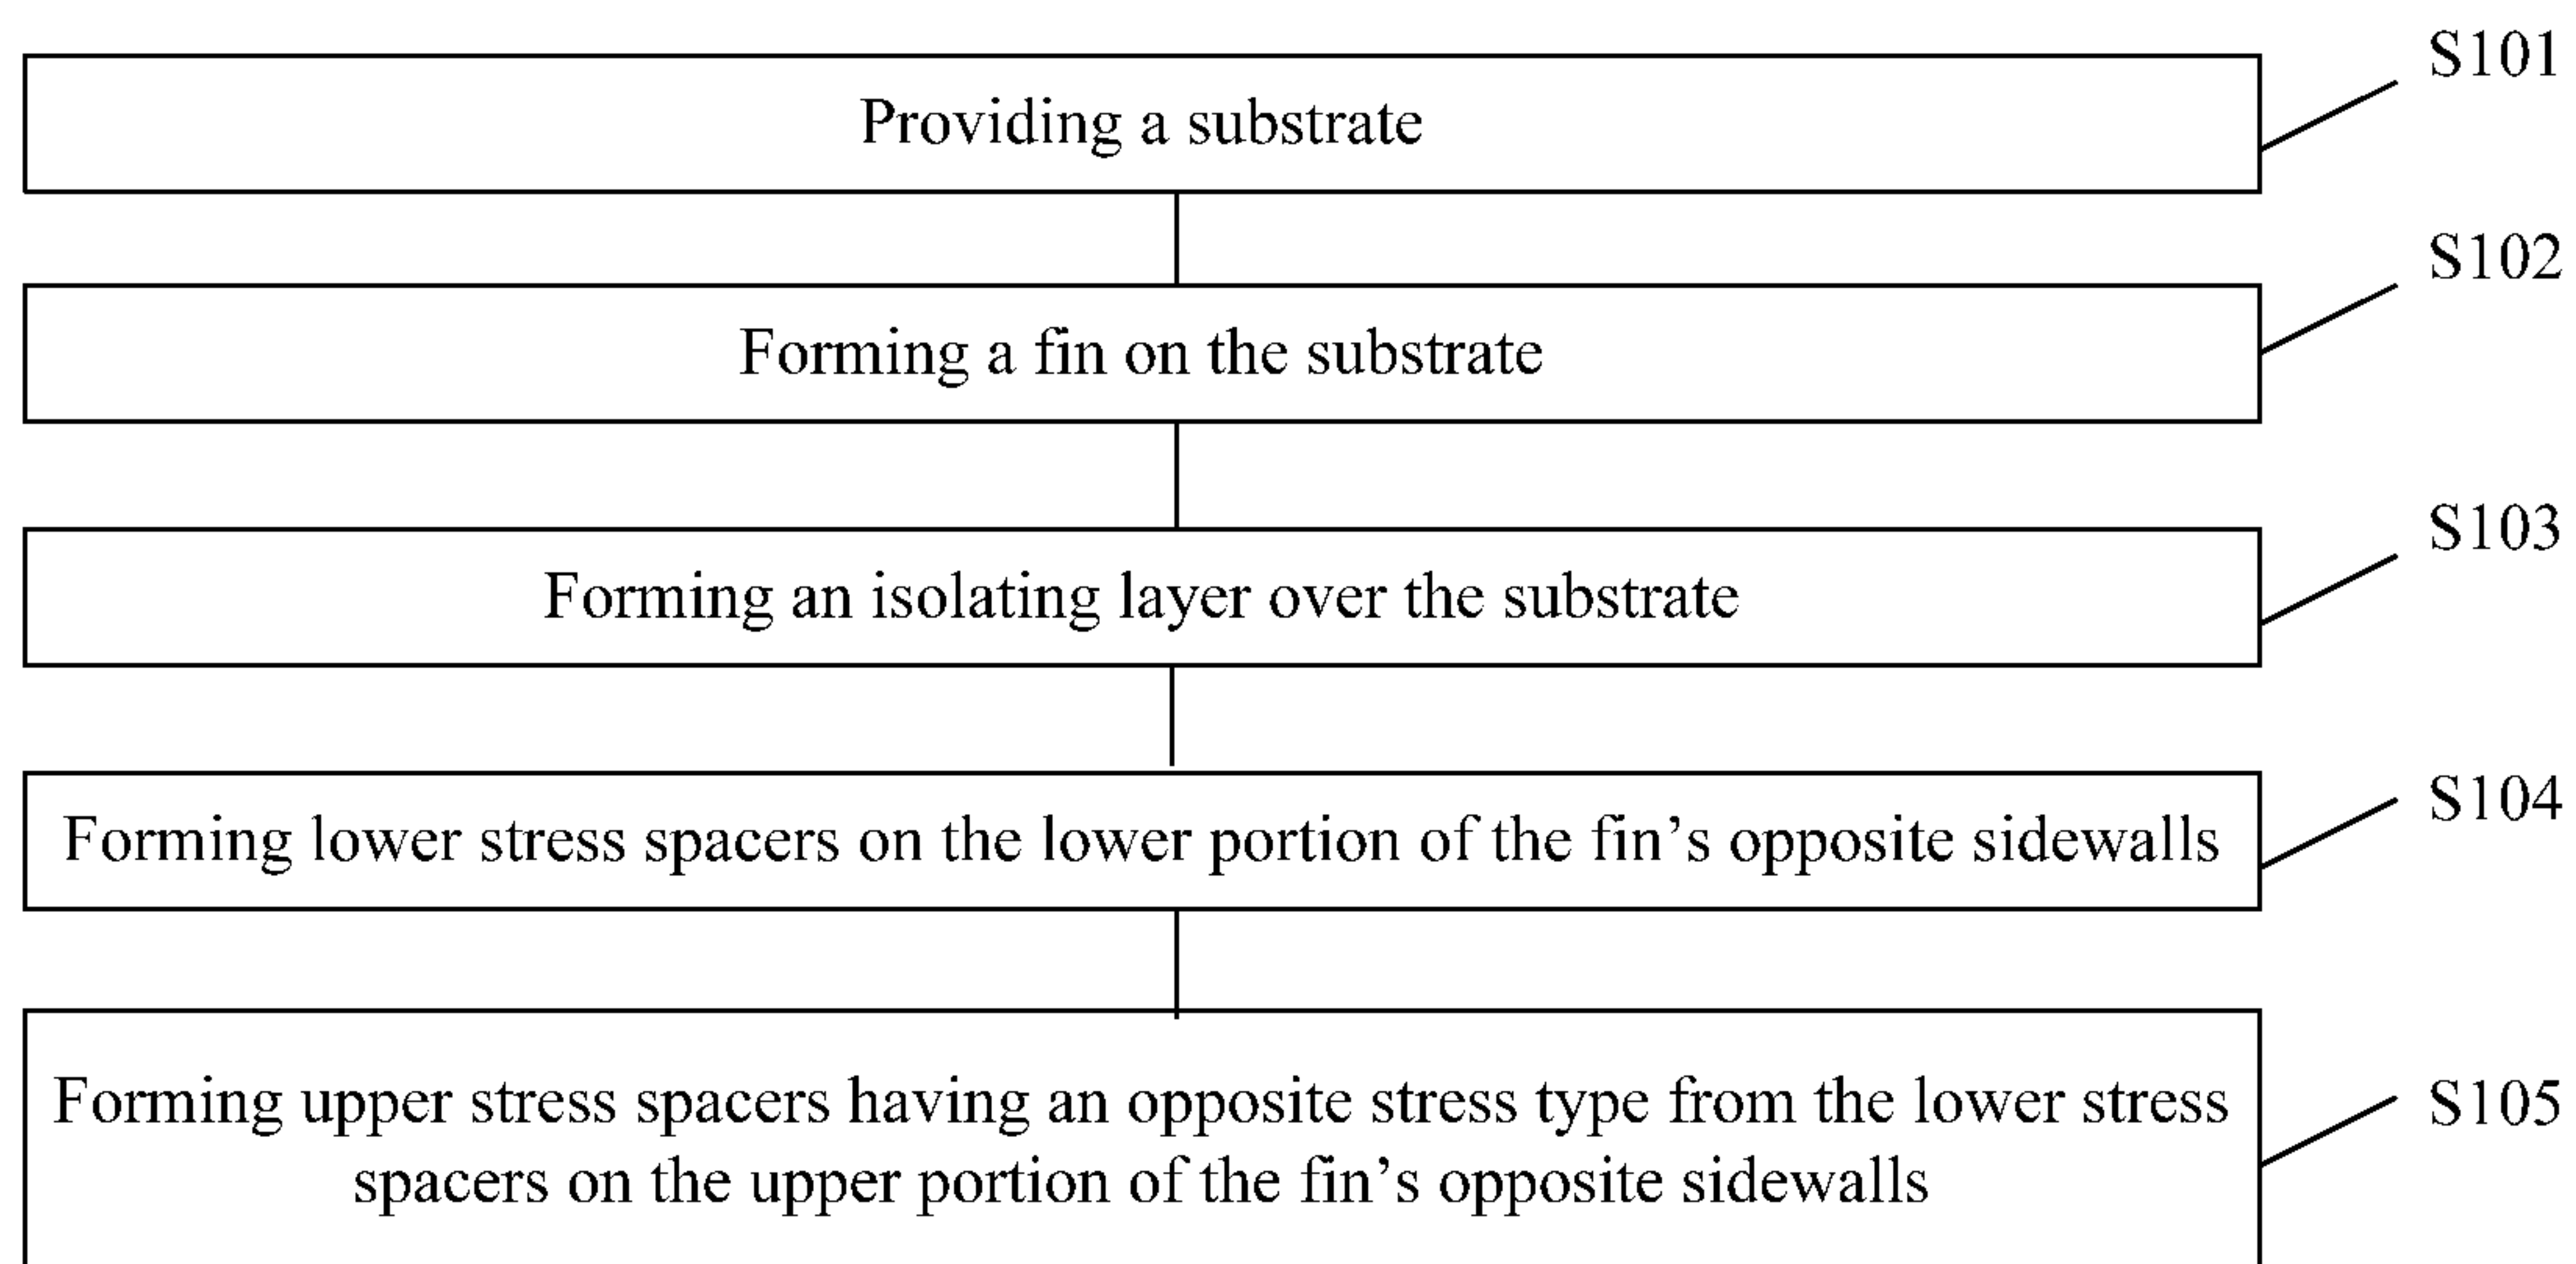 S101
Providing a substrate
S102
Forming a fin on the substrate
S103
Forming an isolating layer over the substrate
S104
Forming lower stress spacers on the lower portion of the fin’s opposite sidewalls
S105
Forming upper stress spacers having an opposite stress type from the lower stress
spacers on the upper portion of the fin’s opposite sidewalls